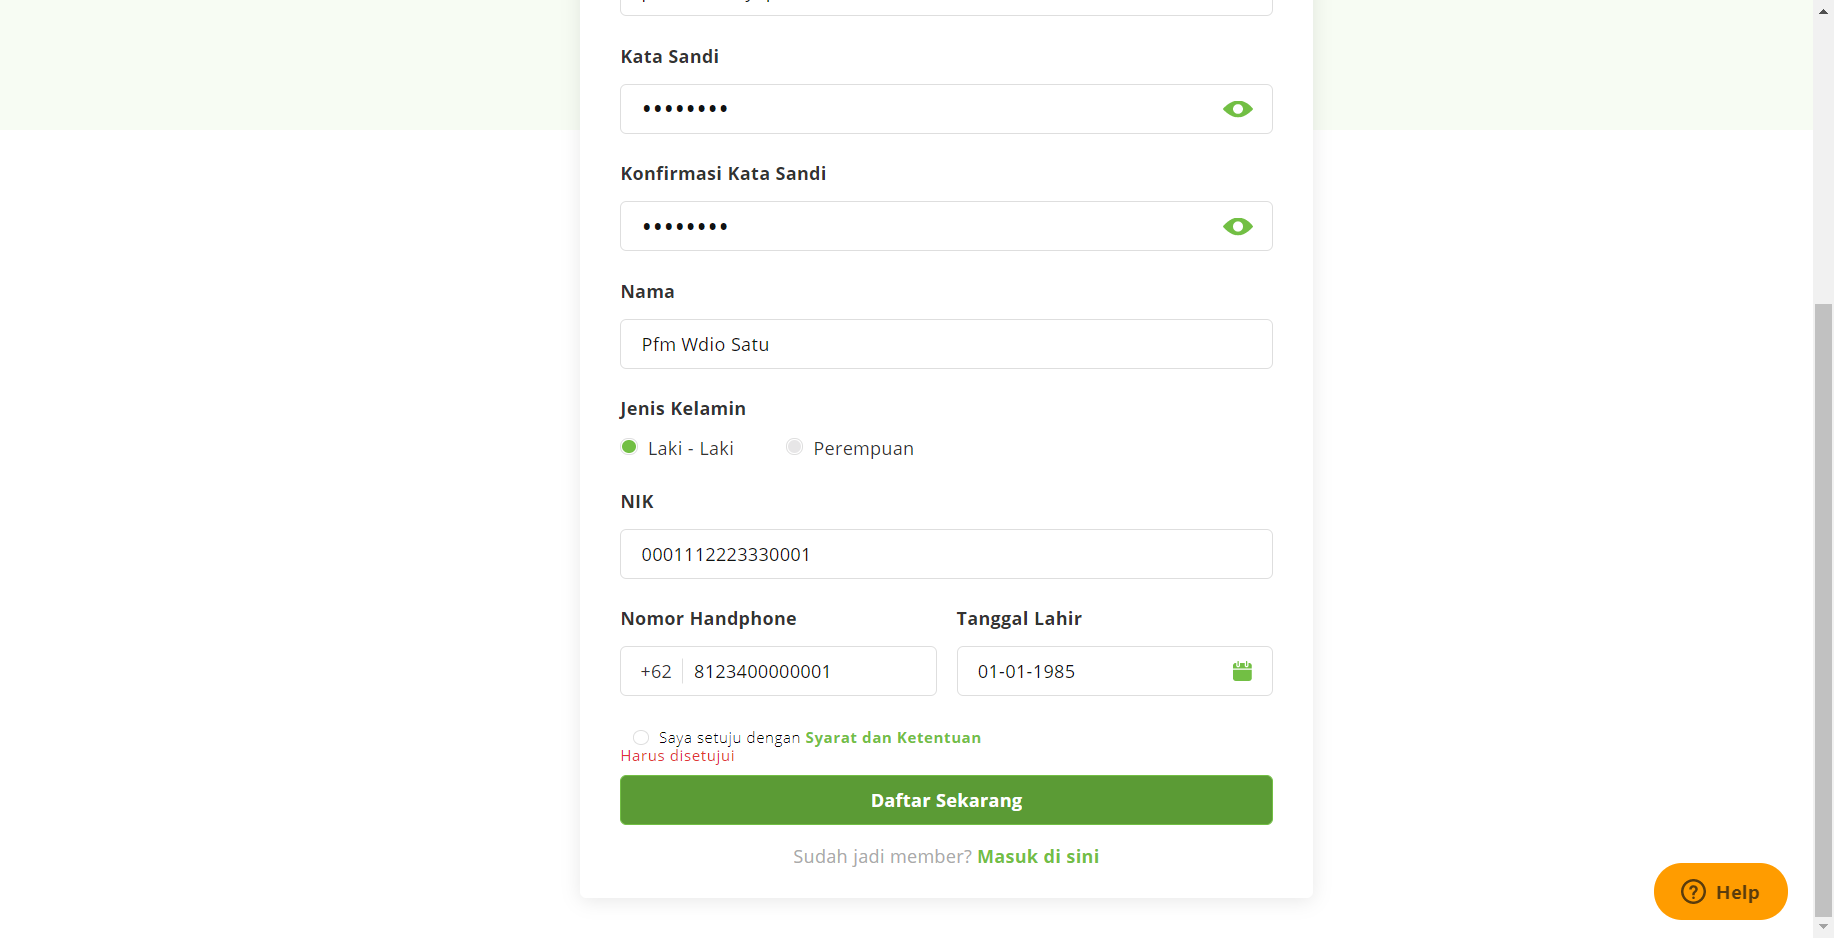 Kata Sandi
••••••••
Konfirmasi Kata Sandi
••••••••
Nama
Pfm Wdio Satu
Jenis Kelamin
Laki - Laki Perempuan
NIK
0001112223330001
Nomor Handphone Tanggal Lahir
+62 8123400000001 01-01-1985
Saya setuju dengan Syarat dan Ketentuan
Harus disetujui
Daftar Sekarang
Sudah jadi member? Masuk di sini
? Help